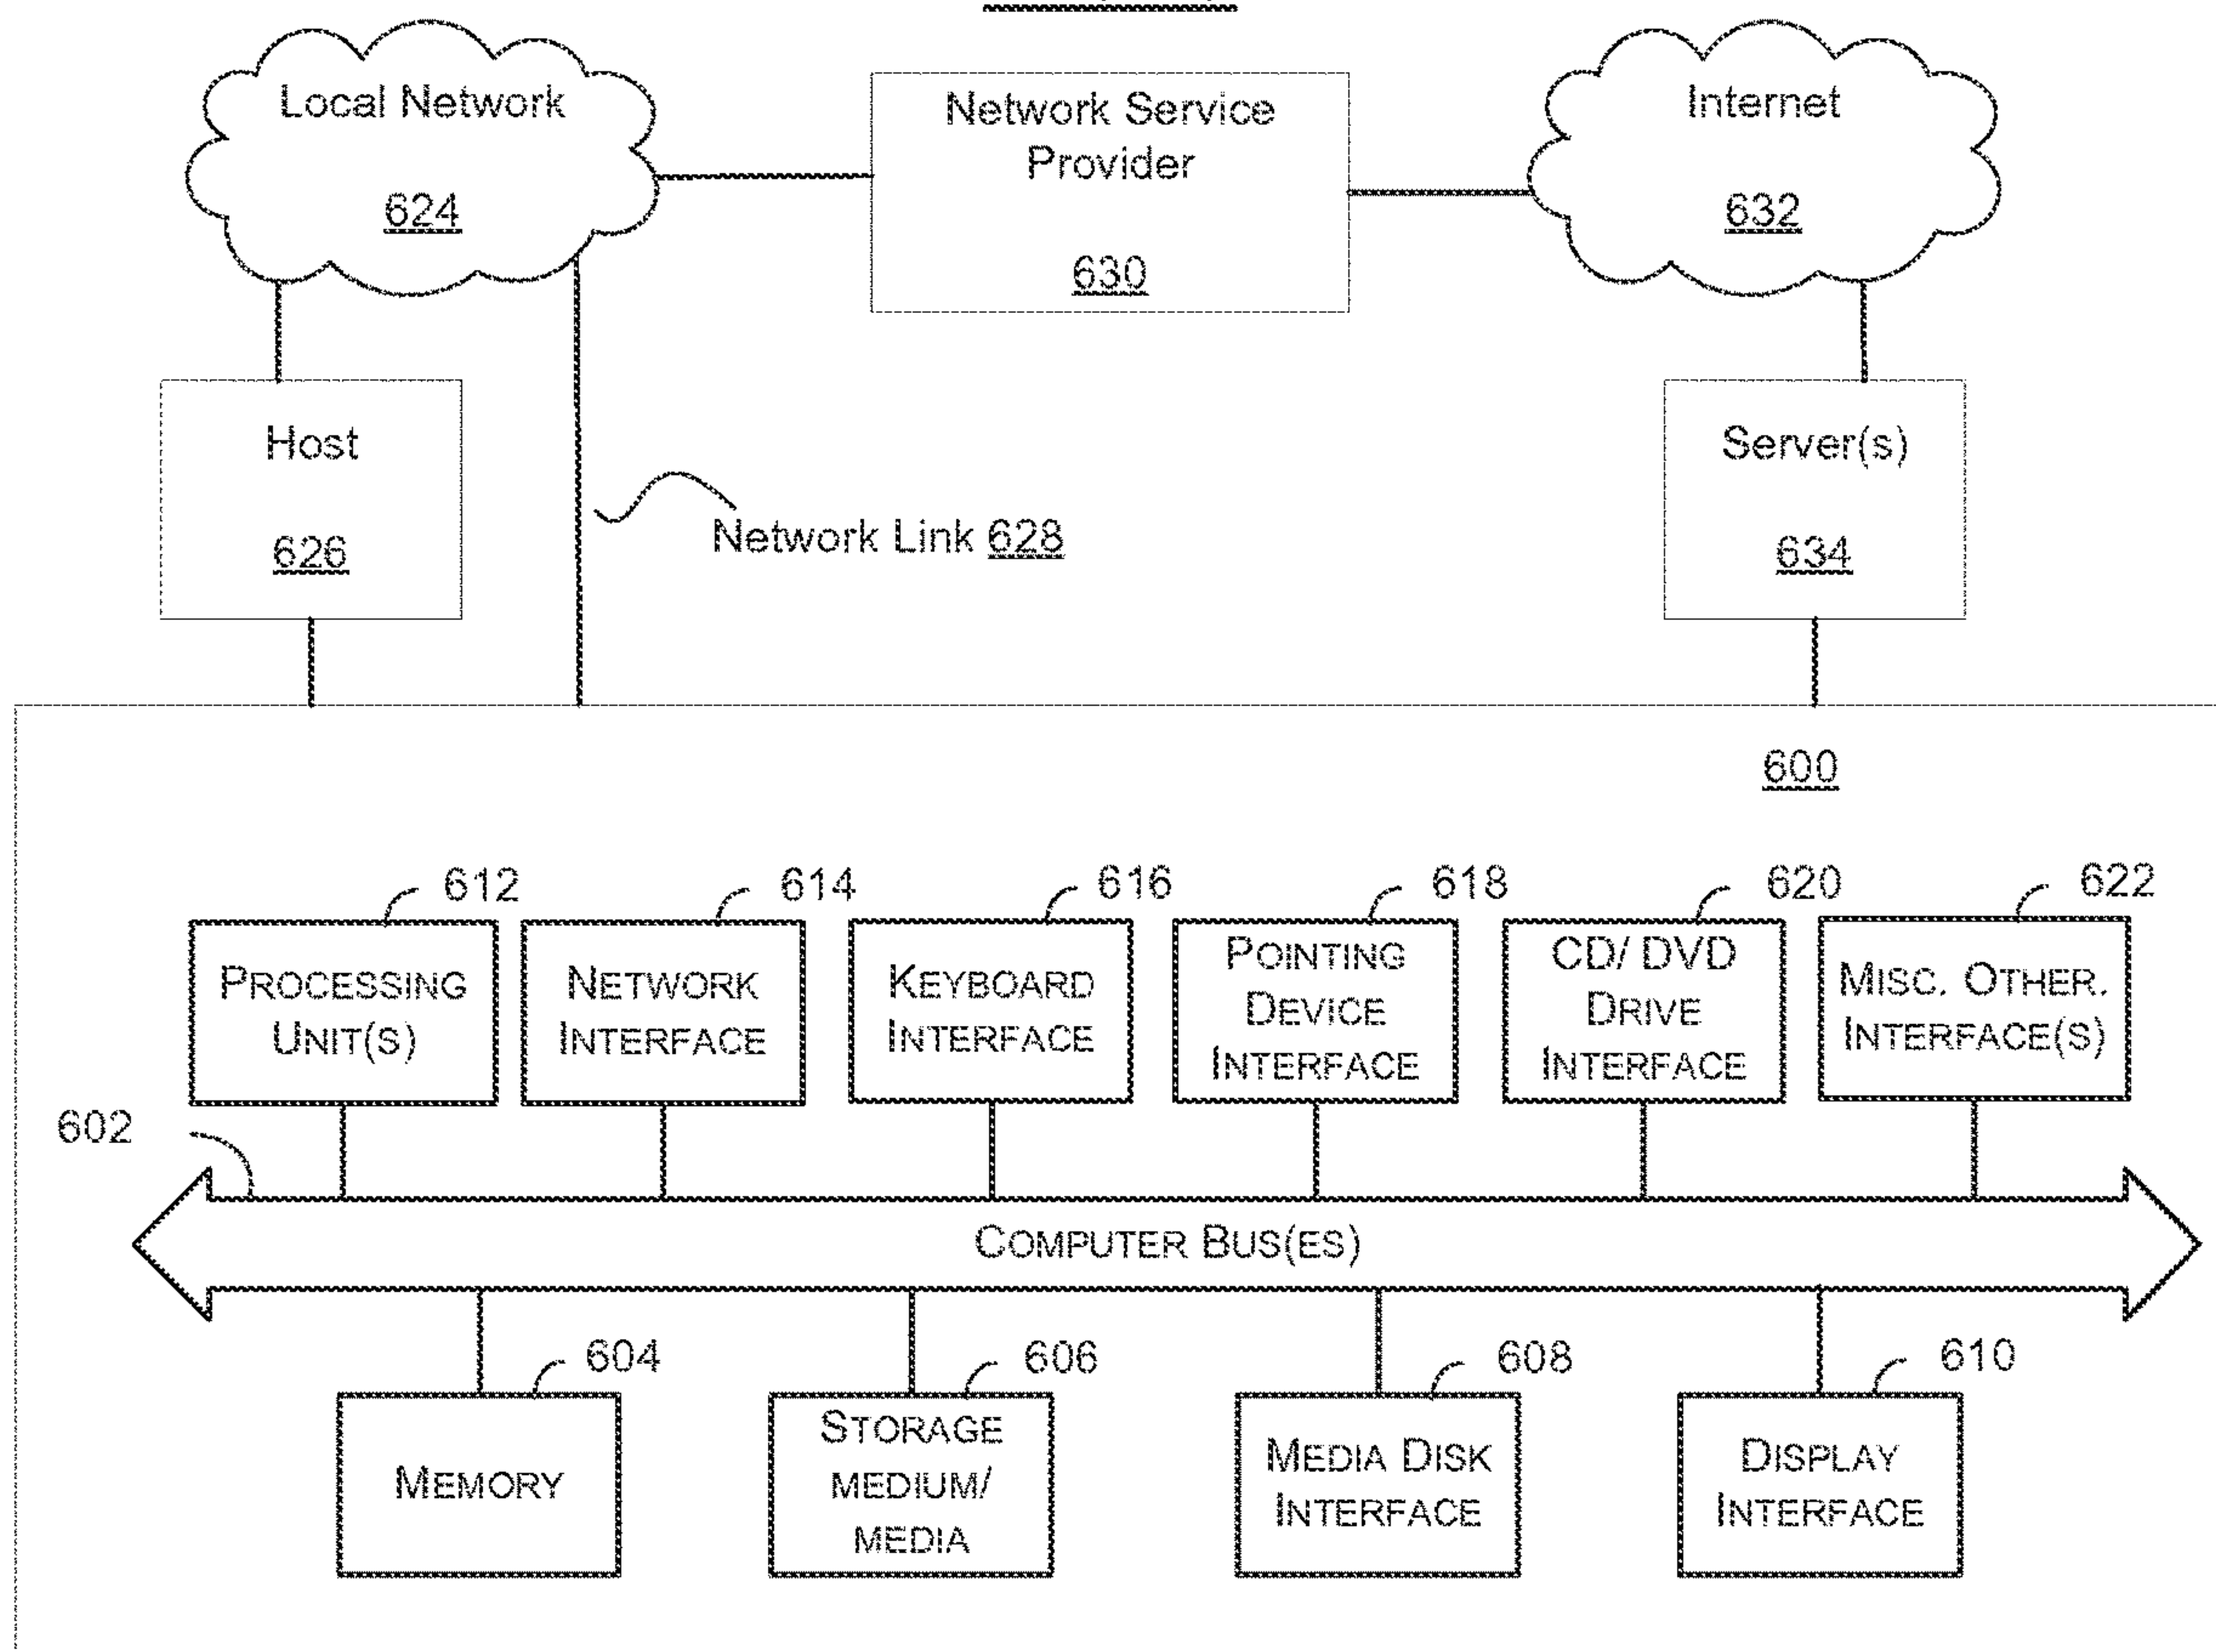 Local Network
624
Network Service
Provider
630
Internet
632
Host
626
Network Link 628
Server(s)
634
600
612
614
616
618
620
622
PROCESSING
UNIT(S)
NETWORK
INTERFACE
KEYBOARD
INTERFACE
POINTING
DEVICE
INTERFACE
CD/ DVD
DRIVE
INTERFACE
MISC. OTHER.
INTERFACE(S)
602
COMPUTER BUS(ES)
604
606
608
610
MEMORY
STORAGE
MEDIUM/
MEDIA
MEDIA DISK
INTERFACE
DISPLAY
INTERFACE